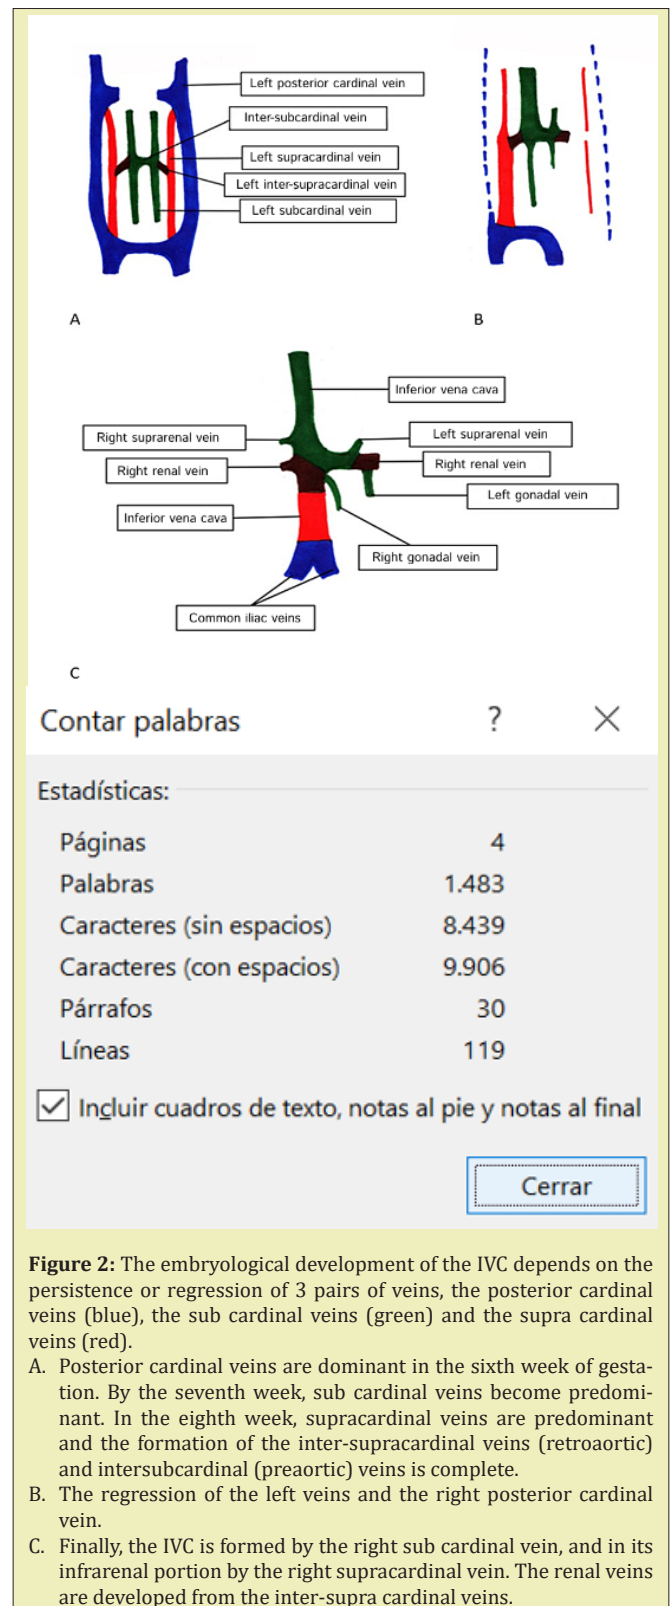 Left posterior cardinal vein
Inter-subcardinal vein
Left supracardinal vein
Left inter-supracardinal vein
Left subcardinal vein
A
B
Inferior vena cava
Right suprarenal vein
Left suprarenal vein
Right renal vein
Right renal vein
Left gonadal vein
Inferior vena cava
Right gonadal vein
Common iliac veins
C
Contar palabras ? ×
Estadísticas:
Páginas 4
Palabras 1.483
Caracteres (sin espacios) 8.439
Caracteres (con espacios) 9.906
Párrafos 30
Líneas 119
Incluir cuadros de texto, notas al pie y notas al final
Cerrar
Figure 2: The embryological development of the IVC depends on the
persistence or regression of 3 pairs of veins, the posterior cardinal
veins (blue), the sub cardinal veins (green) and the supra cardinal
veins (red).
A. Posterior cardinal veins are dominant in the sixth week of gesta-
tion. By the seventh week, sub cardinal veins become predomi-
nant. In the eighth week, supracardinal veins are predominant
and the formation of the inter-supracardinal veins (retroaortic)
and intersubcardinal (preaortic) veins is complete.
B. The regression of the left veins and the right posterior cardinal
vein.
C. Finally, the IVC is formed by the right sub cardinal vein, and in its
infrarenal portion by the right supracardinal vein. The renal veins
are developed from the inter-supra cardinal veins.